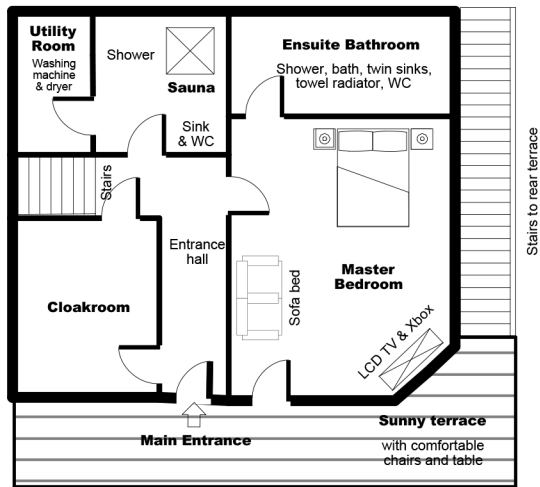 Utility
Room
Washing
machine
& dryer
Shower
Sauna
Sink
& WC
Ensuite Bathroom
Shower, bath, twin sinks,
towel radiator, WC
Stairs
Stairs to rear terrace
Entrance
hall
Cloakroom
Sofa bed
Master
Bedroom
LCD TV & Xbox
Main Entrance
Sunny terrace
with comfortable
chairs and table